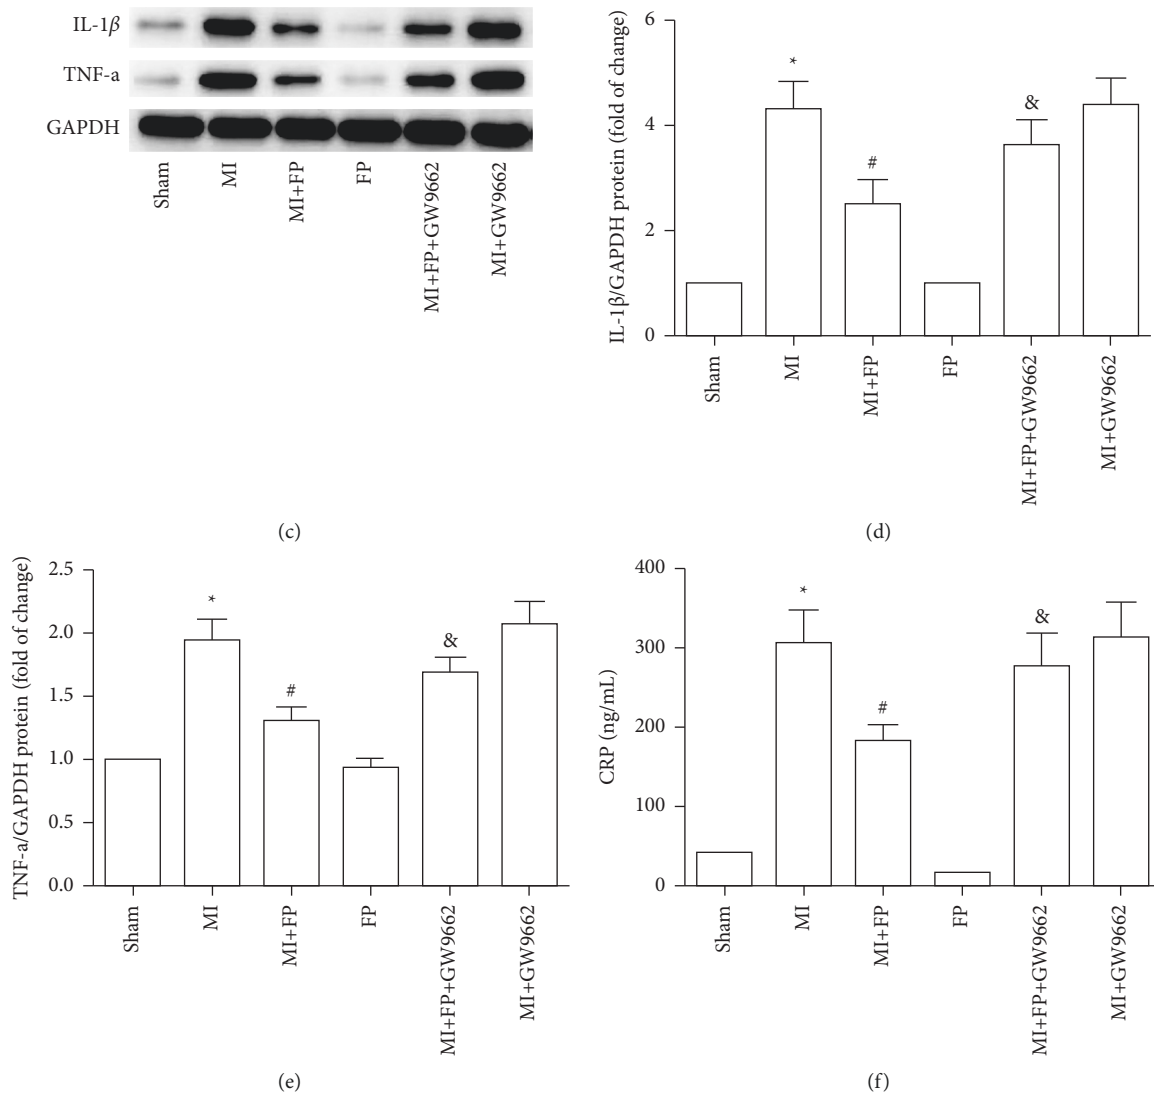 IL-1β
TNF-a
GAPDH
Sham
MI
MI+FP
FP
MI+FP+GW9662
MI+GW9662
(c)
IL-1β/GAPDH protein (fold of change)
6
4
2
0
*
#
&
Sham
MI
MI+FP
FP
MI+FP+GW9662
MI+GW9662
(d)
TNF-a/GAPDH protein (fold of change)
2.5
2.0
1.5
1.0
0.5
0.0
*
#
&
Sham
MI
MI+FP
FP
MI+FP+GW9662
MI+GW9662
(e)
CRP (ng/mL)
400
300
200
100
0
*
#
&
Sham
MI
MI+FP
FP
MI+FP+GW9662
MI+GW9662
(f)